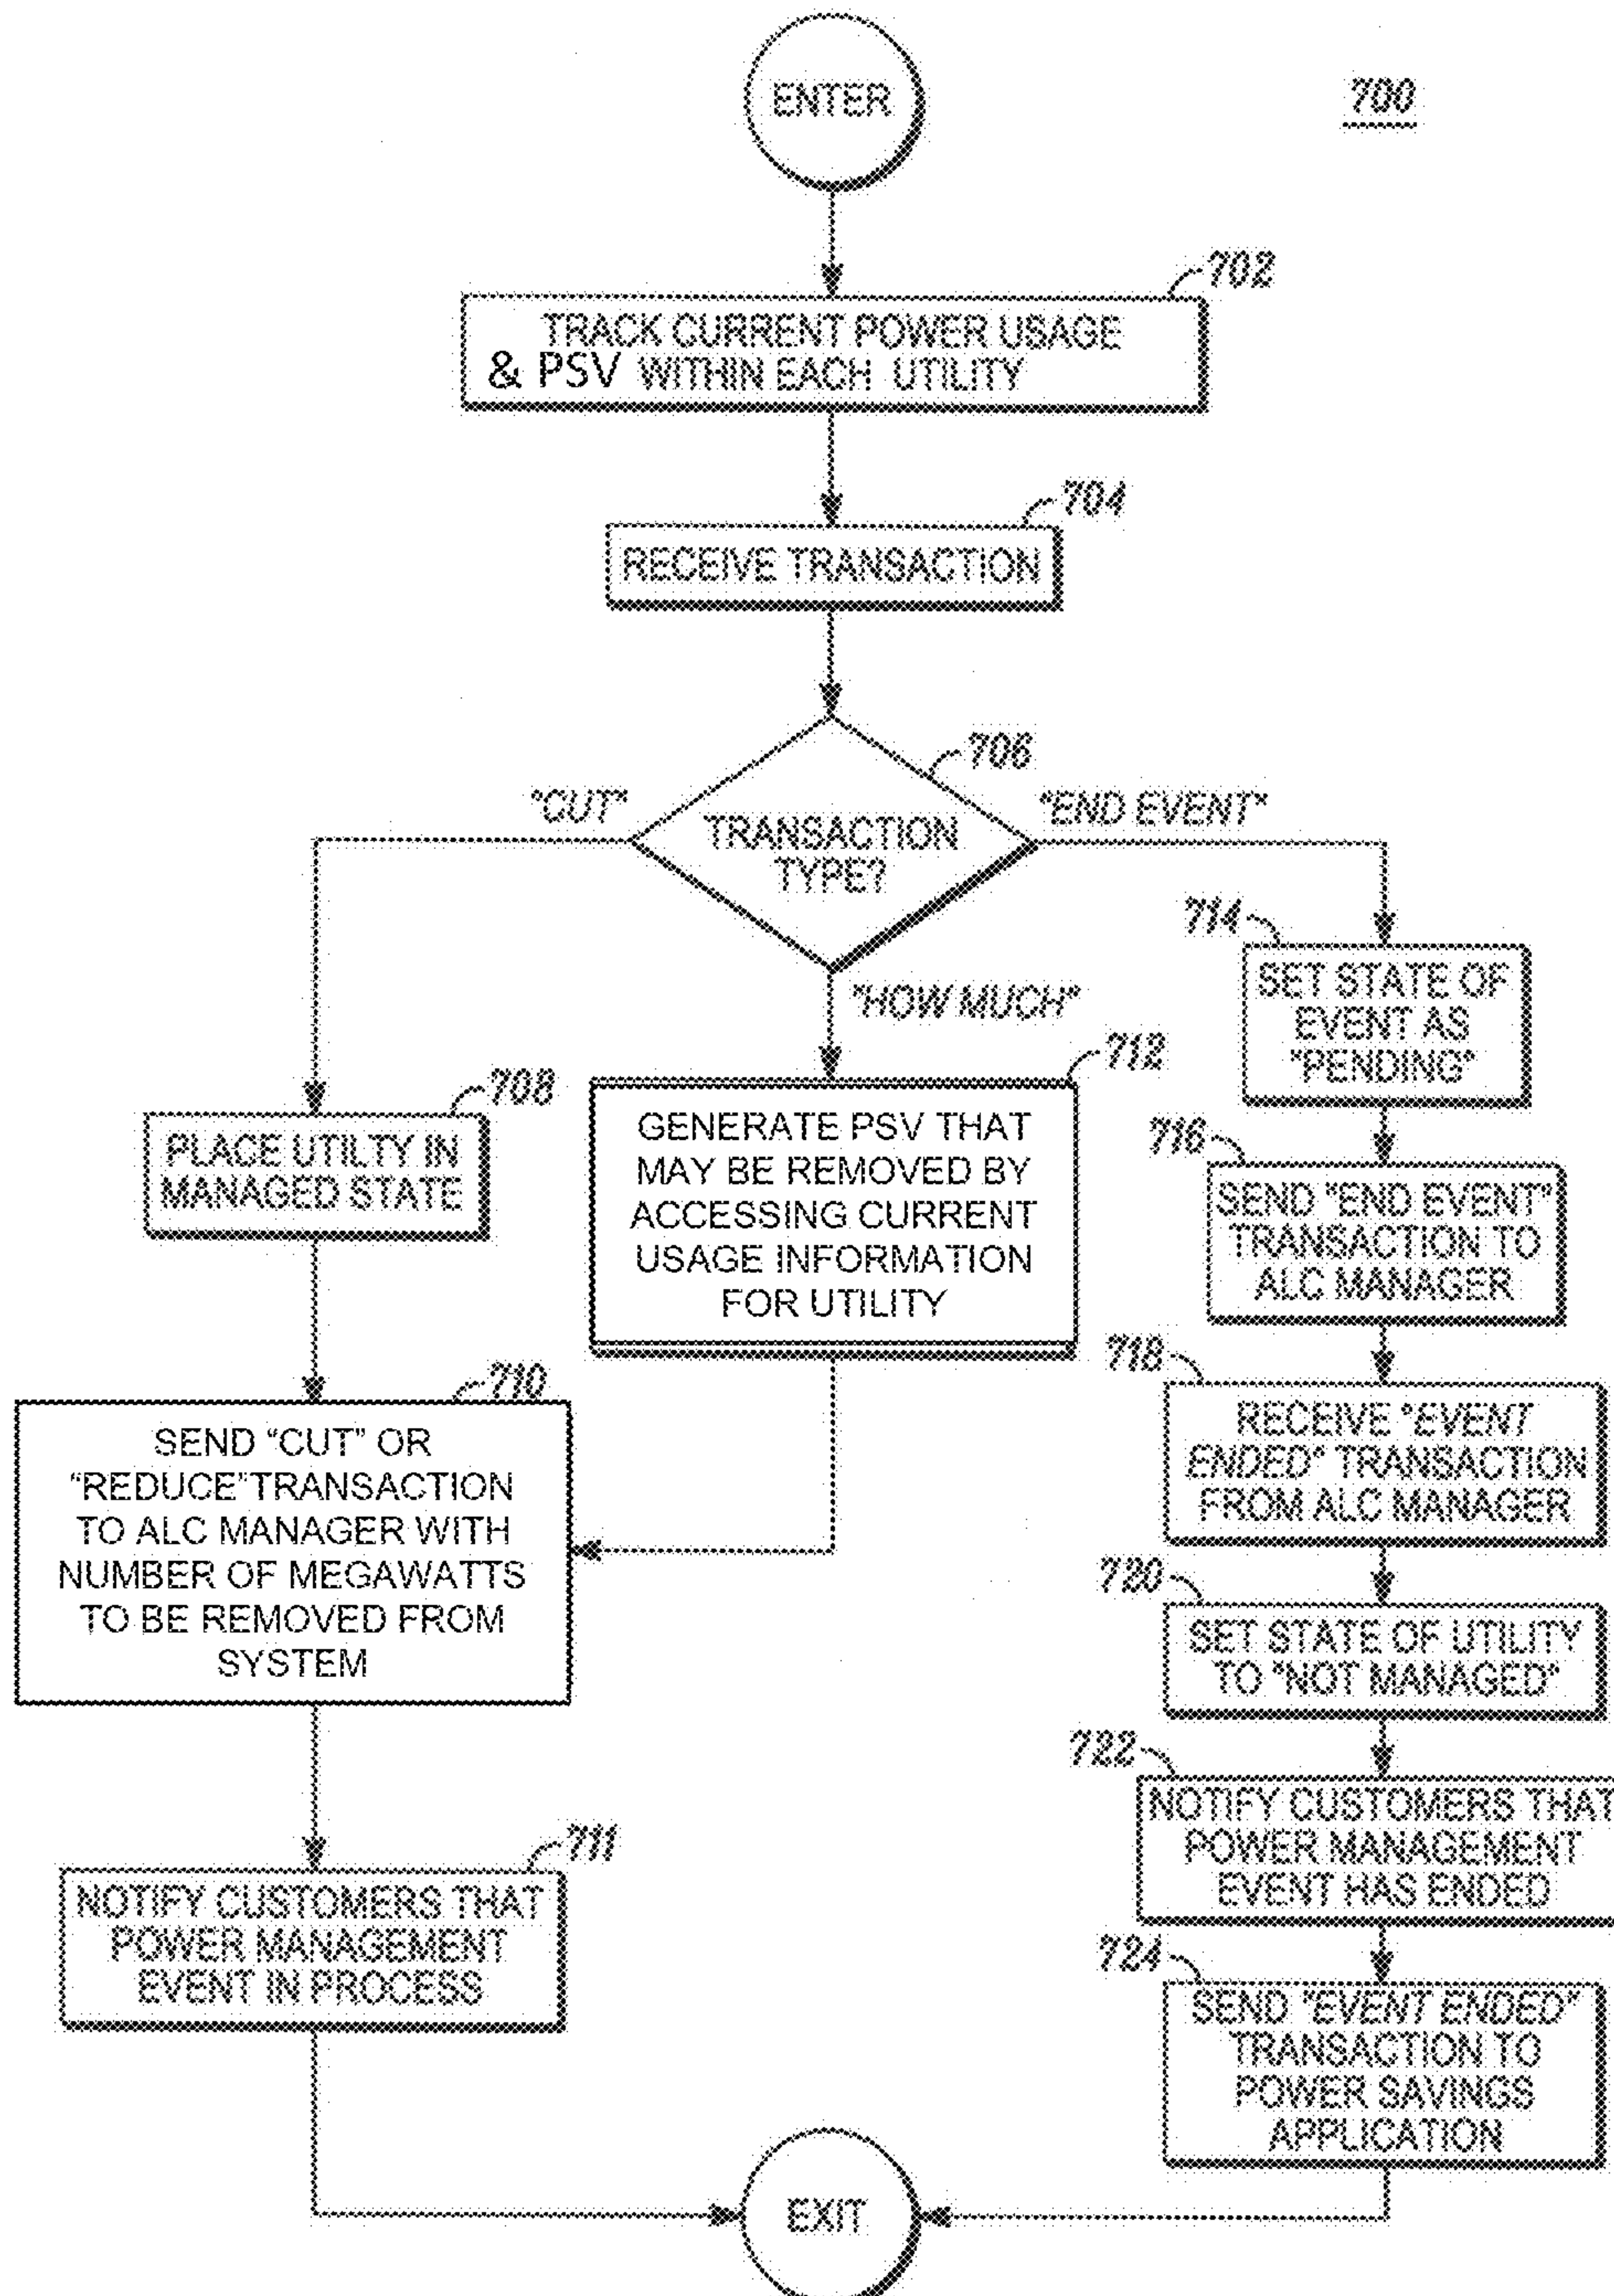 ENTER
700
702
TRACK CURRENT POWER USAGE
& PSV WITHIN EACH UTILITY
704
RECEIVE TRANSACTION
706
"CUT"
"END EVENT"
TRANSACTION
TYPE?
"HOW MUCH"
708
PLACE UTILTY IN
MANAGED STATE
712
GENERATE PSV THAT
MAY BE REMOVED BY
ACCESSING CURRENT
USAGE INFORMATION
FOR UTILITY
710
SEND "CUT" OR
"REDUCE"TRANSACTION
TO ALC MANAGER WITH
NUMBER OF MEGAWATTS
TO BE REMOVED FROM
SYSTEM
711
NOTIFY CUSTOMERS THAT
POWER MANAGEMENT
EVENT IN PROCESS
714
SET STATE OF
EVENT AS
"PENDING"
716
SEND "END EVENT"
TRANSACTION TO
ALC MANAGER
718
RECEIVE "EVENT
ENDED" TRANSACTION
FROM ALC MANAGER
720
SET STATE OF UTILITY
TO "NOT MANAGED"
722
NOTIFY CUSTOMERS THAT
POWER MANAGEMENT
EVENT HAS ENDED
724
SEND "EVENT ENDED"
TRANSACTION TO
POWER SAVINGS
APPLICATION
EXIT